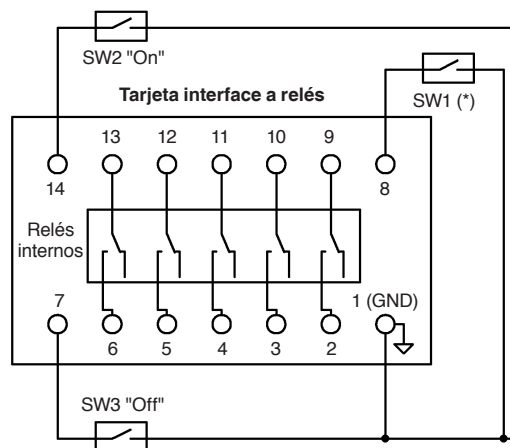 SW2 "On"
SW1 (*)
Tarjeta interface a relés
13 12 11 10 9
14 8
Relés
internos
7 1 (GND)
6 5 4 3 2
SW3 "Off"